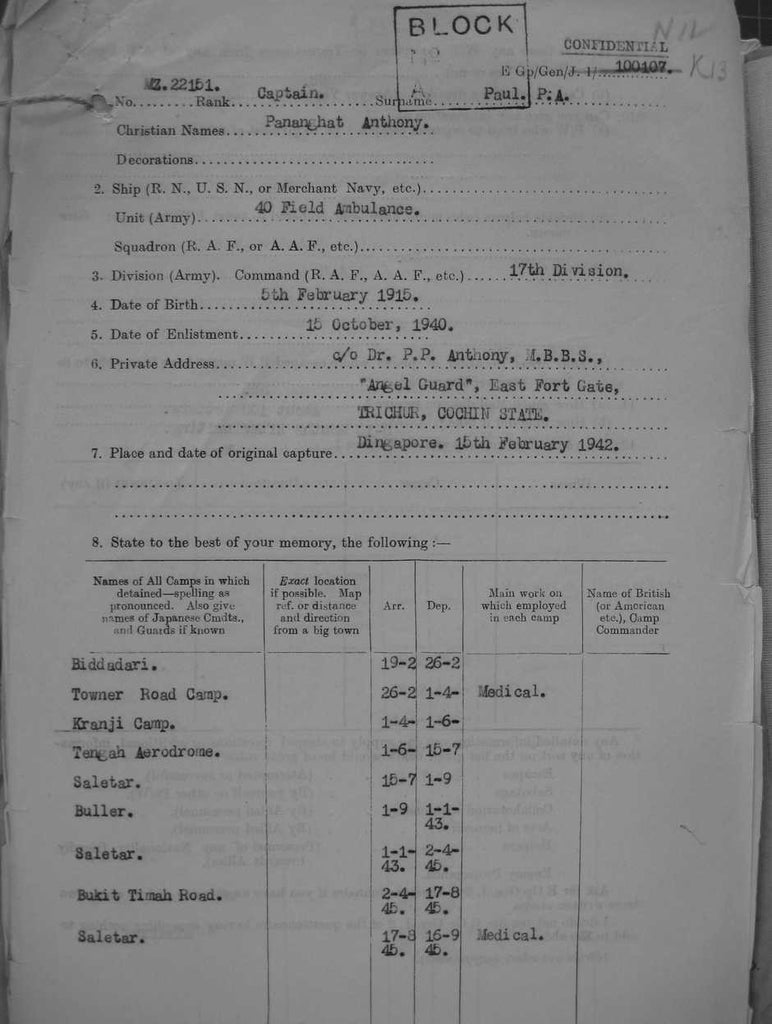 BLOCK
CONFIDENTIAL
E Gp/Gen/J. 1/ 100107. K13
MZ.22151. Captain. Paul. P.A.
No.........Rank....................Surname..................
Christian Names.... Pananghat Anthony.
Decorations..................................
2. Ship (R. N., U. S. N., or Merchant Navy, etc.)..................................
Unit (Army)...... 40 Field Ambulance.
Squadron (R. A. F., or A. A. F., etc.)..................................
3. Division (Army). Command (R. A. F., A. A. F., etc.)...... 17th Division.
4. Date of Birth...... 5th February 1915.
5. Date of Enlistment...... 15 October, 1940.
6. Private Address...... c/o Dr. P.P. Anthony, M.B.B.S.,
"Angel Guard", East Fort Gate,
TRICHUR, COCHIN STATE.
7. Place and date of original capture.... Dingapore. 15th February 1942.
8. State to the best of your memory, the following :—
Names of All Camps in which detained—spelling as pronounced. Also give names of Japanese Cmdts., and Guards if known
Exact location if possible. Map ref. or distance and direction from a big town
Arr.
Dep.
Main work on which employed in each camp
Name of British (or American etc.), Camp Commander
Biddadari. 19-2 26-2
Towner Road Camp. 26-2 1-4- Medical.
Kranji Camp. 1-4- 1-6-
Tengah Aerodrome. 1-6- 15-7
Saletar. 15-7 1-9
Buller. 1-9 1-1-43.
Saletar. 1-1-43. 2-4-45.
Bukit Timah Road. 2-4-45. 17-8 45.
Saletar. 17-8 45. 16-9 45. Medical.